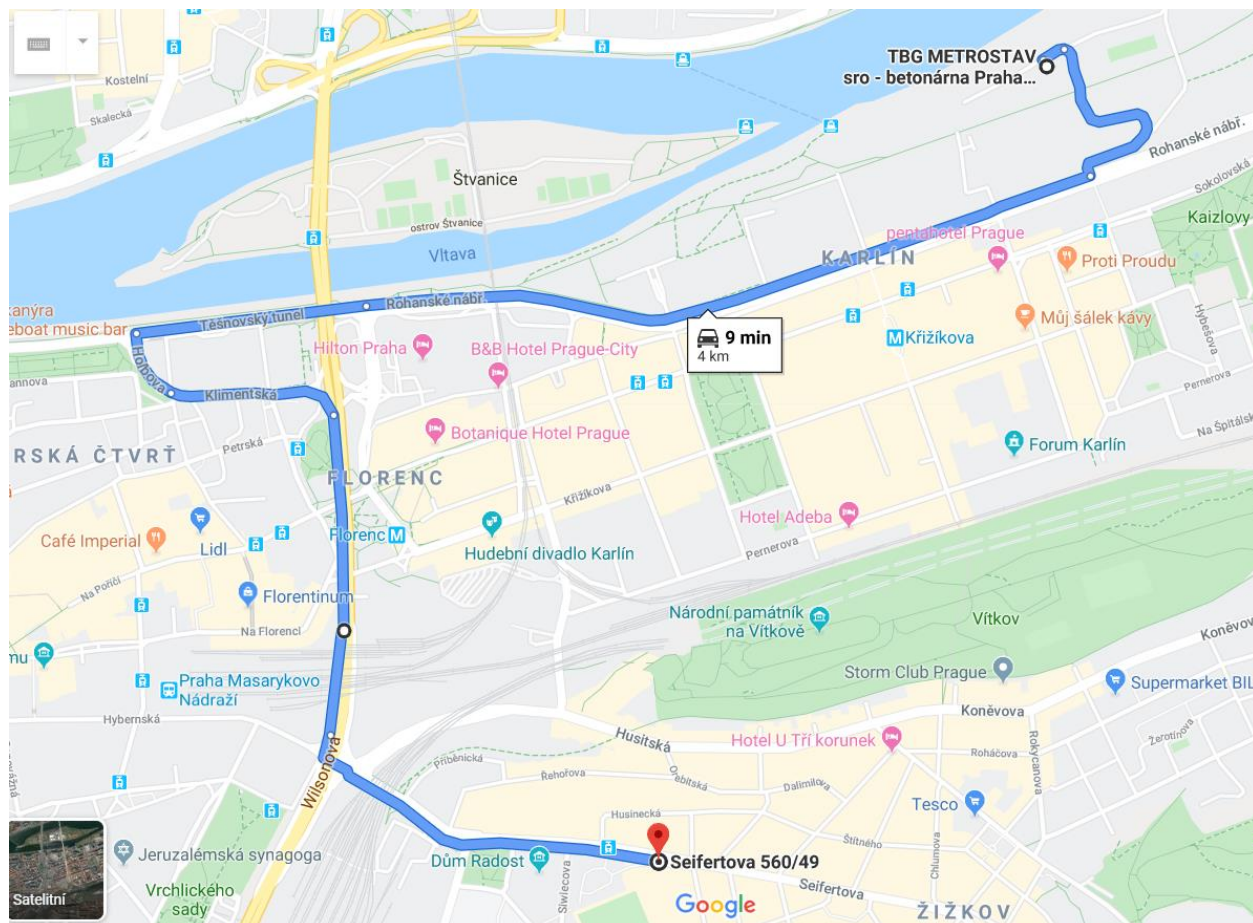 Kostelní
Skalecká
TBG METROSTAV
sro - betonárna Praha...
Rohanské nábř.
Sokolovská
Štvanice
ostrov Štvanice
Vltava
Kaizlovy
pentahotel Prague
KARLÍN
Proti Proudu
kanýra
eboat music bar
Těšnovský tunel
Rohanské nábř.
Hilton Praha
B&B Hotel Prague-City
9 min
4 km
Křižíkova
Můj šálek kávy
Hybešova
Holbova
Klimentská
annova
Pernerova
Na Špitáls
Petrská
Botanique Hotel Prague
Forum Karlín
RSKÁ ČTVRŤ
FLORENC
Křižíkova
Hotel Adeba
Café Imperial
Lidl
Florenc
Hudební divadlo Karlín
Pernerova
Na Poříčí
Florentinum
Národní památník
na Vítkově
Vítkov
Na Florenci
mu
Koněvova
Praha Masarykovo
Nádraží
Storm Club Prague
Supermarket BIL
Hybernská
Koněvova
Husitská
Hotel U Tří korunek
Roháčova
Rokycanova
Žerotínova
Wilsonova
Příběnická
Řehořova
Orebitská
Dalimilova
Tesco
Husinecká
Štítného
Chlumova
Jeruzalémská synagoga
Dům Radost
Seifertova 560/49
Siwiecova
Seifertova
Vrchlického
sady
Satelitní
Google
ŽIŽKOV